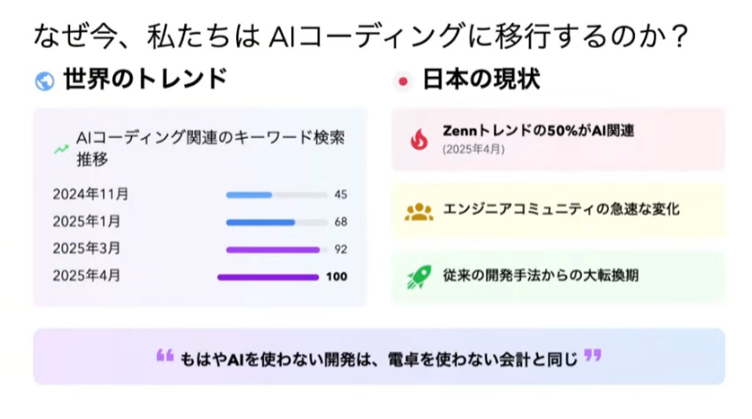 なぜ今、私たちは AIコーディングに移行するのか？
世界のトレンド
AIコーディング関連のキーワード検索
推移
2024年11月 45
2025年1月 68
2025年3月 92
2025年4月 100
日本の現状
Zennトレンドの50%がAI関連
(2025年4月)
エンジニアコミュニティの急速な変化
従来の開発手法からの大転換期
❝ もはやAIを使わない開発は、電卓を使わない会計と同じ ❞